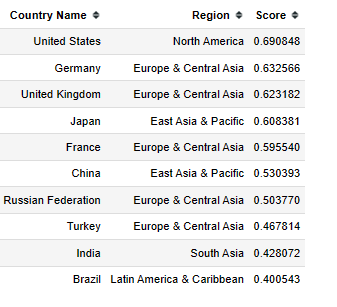 Country Name Region Score
United States North America 0.690848
Germany Europe & Central Asia 0.632566
United Kingdom Europe & Central Asia 0.623182
Japan East Asia & Pacific 0.608381
France Europe & Central Asia 0.595540
China East Asia & Pacific 0.530393
Russian Federation Europe & Central Asia 0.503770
Turkey Europe & Central Asia 0.467814
India South Asia 0.428072
Brazil Latin America & Caribbean 0.400543